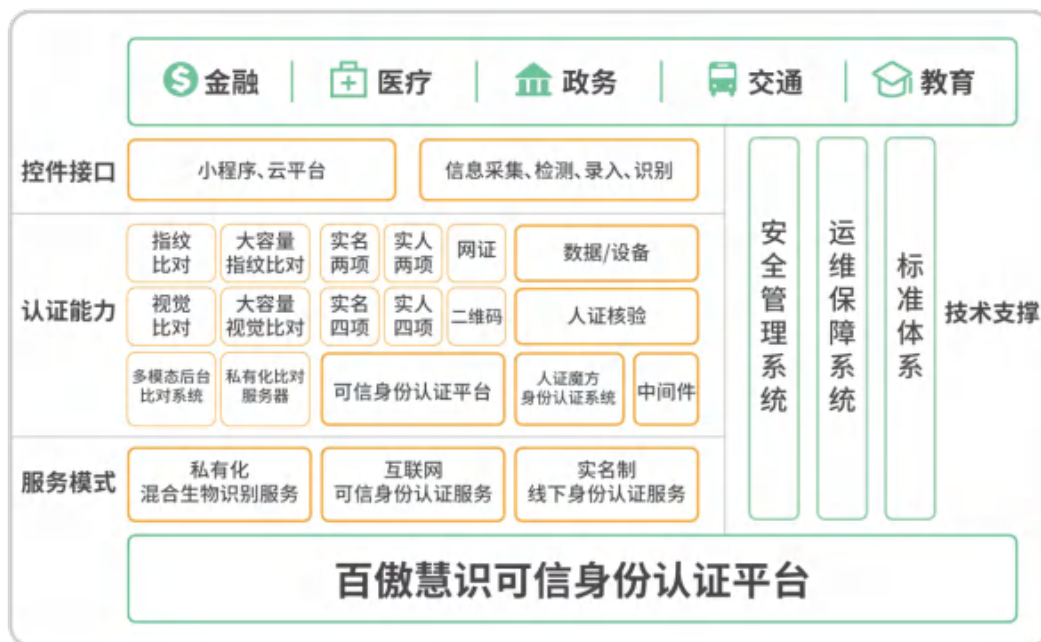 金融 医疗 政务 交通 教育
控件接口
小程序、云平台
信息采集、检测、录入、识别
认证能力
指纹
比对
大容量
指纹比对
实名
两项
实人
两项
网证
数据/设备
视觉
比对
大容量
视觉比对
实名
四项
实人
四项
二维码
人证核验
多模态后台
比对系统
私有化比对
服务器
可信身份认证平台
人证魔方
身份认证系统
中间件
服务模式
私有化
混合生物识别服务
互联网
可信身份认证服务
实名制
线下身份认证服务
安全管理系统
运维保障系统
标准体系
技术支撑
百傲慧识可信身份认证平台